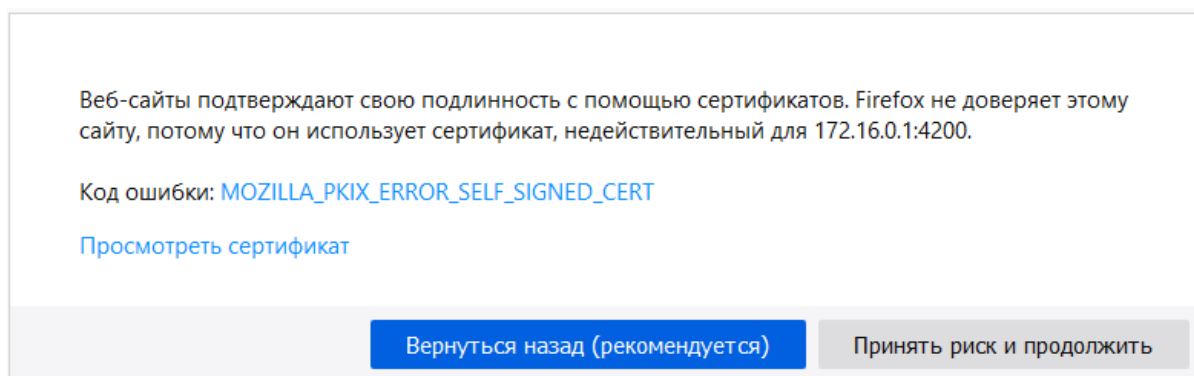 Веб-сайты подтверждают свою подлинность с помощью сертификатов. Firefox не доверяет этому
сайту, потому что он использует сертификат, недействительный для 172.16.0.1:4200.
Код ошибки: MOZILLA_PKIX_ERROR_SELF_SIGNED_CERT
Просмотреть сертификат
Вернуться назад (рекомендуется) Принять риск и продолжить